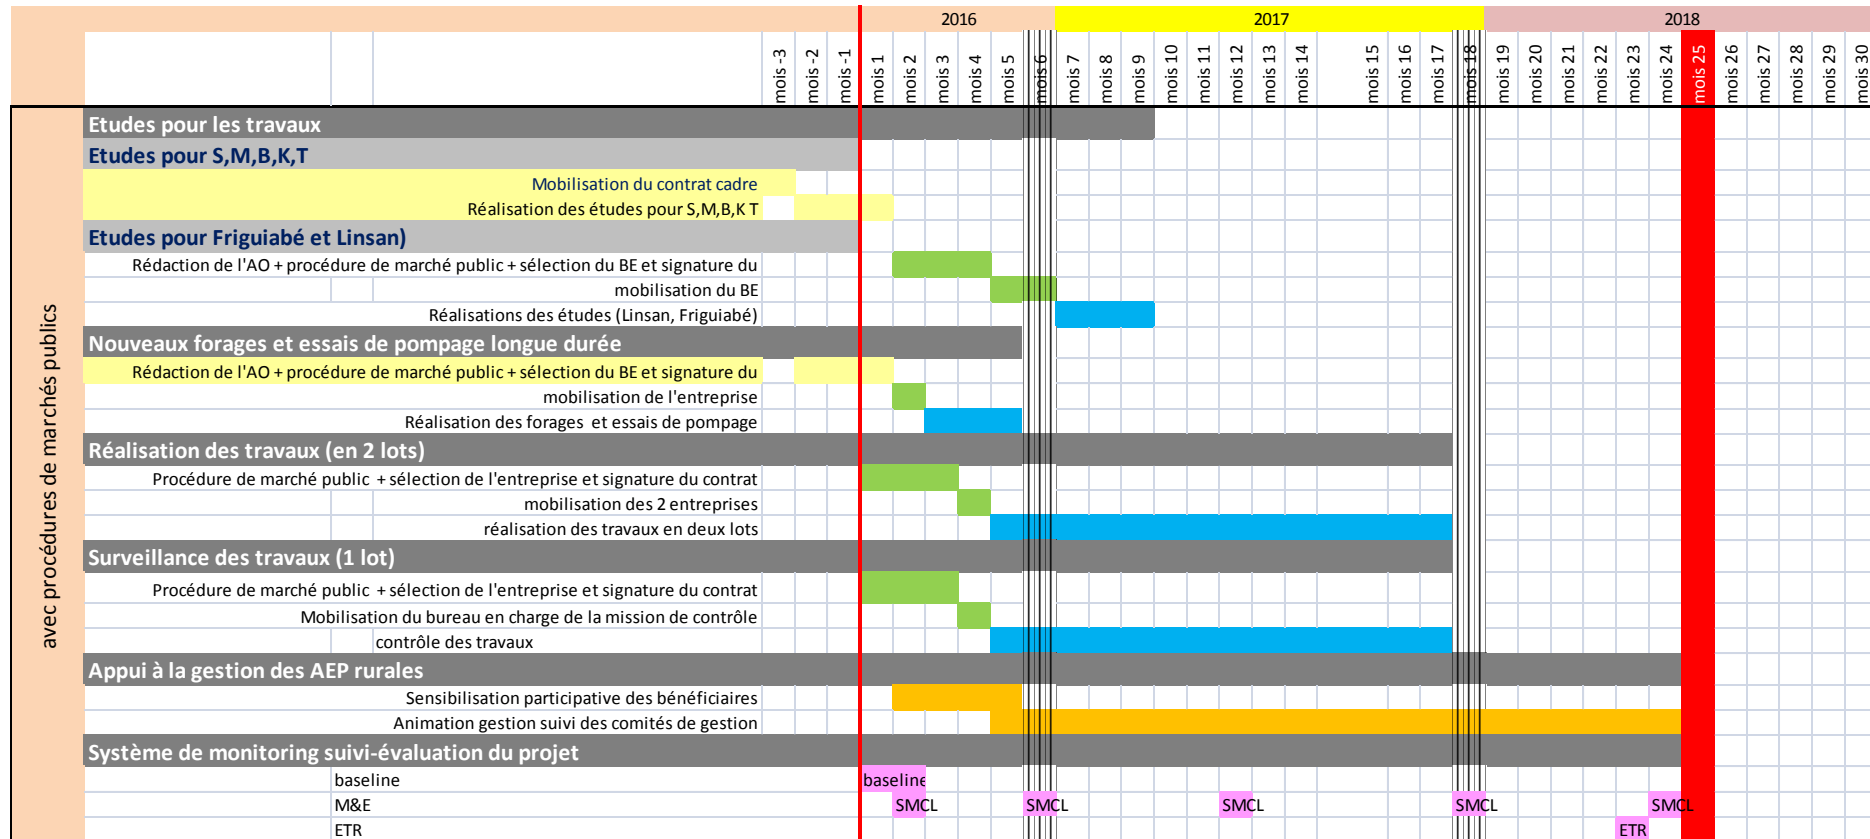 2016 2017 2018
mois -3 mois -2 mois -1 mois 1 mois 2 mois 3 mois 4 mois 5 mois 6 mois 7 mois 8 mois 9 mois 10 mois 11 mois 12 mois 13 mois 14 mois 15 mois 16 mois 17 mois 18 mois 19 mois 20 mois 21 mois 22 mois 23 mois 24 mois 25 mois 26 mois 27 mois 28 mois 29 mois 30
avec procédures de marchés publics
Etudes pour les travaux
Etudes pour S,M,B,K,T
Mobilisation du contrat cadre
Réalisation des études pour S,M,B,K T
Etudes pour Friguiabé et Linsan)
Rédaction de l'AO + procédure de marché public + sélection du BE et signature du
mobilisation du BE
Réalisations des études (Linsan, Friguiabé)
Nouveaux forages et essais de pompage longue durée
Rédaction de l'AO + procédure de marché public + sélection du BE et signature du
mobilisation de l'entreprise
Réalisation des forages et essais de pompage
Réalisation des travaux (en 2 lots)
Procédure de marché public + sélection de l'entreprise et signature du contrat
mobilisation des 2 entreprises
réalisation des travaux en deux lots
Surveillance des travaux (1 lot)
Procédure de marché public + sélection de l'entreprise et signature du contrat
Mobilisation du bureau en charge de la mission de contrôle
contrôle des travaux
Appui à la gestion des AEP rurales
Sensibilisation participative des bénéficiaires
Animation gestion suivi des comités de gestion
Système de monitoring suivi-évaluation du projet
baseline baseline
M&E SMCL SMCL SMCL SMCL SMCL
ETR ETR